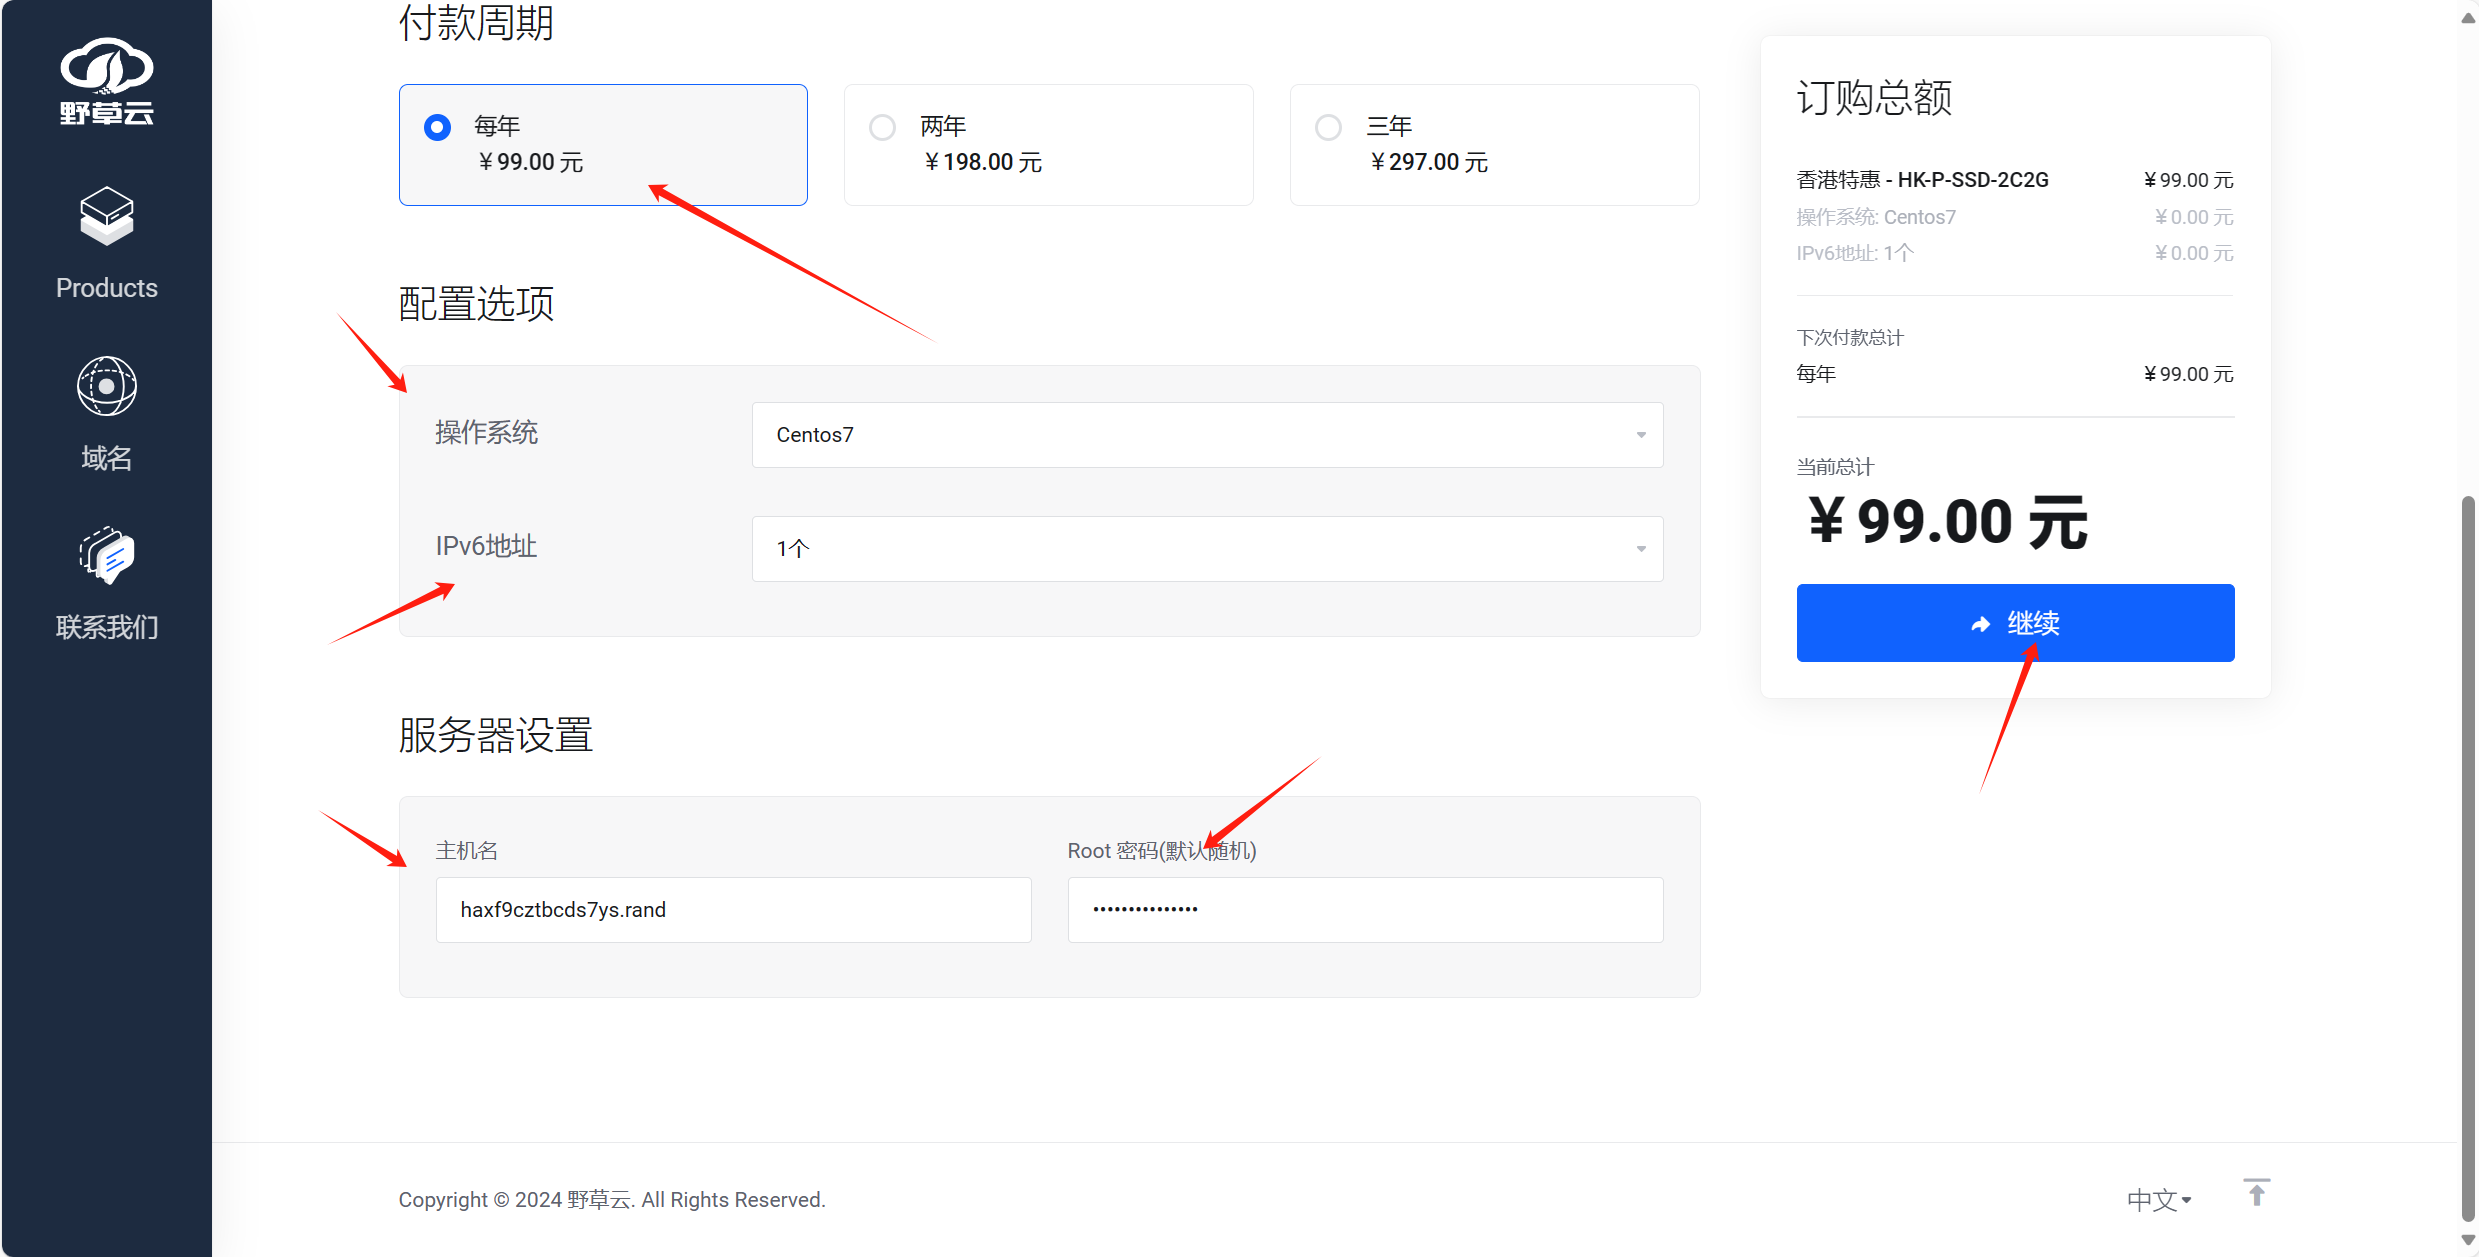 野草云
Products
域名
联系我们
付款周期
每年
¥99.00 元
两年
¥198.00 元
三年
¥297.00 元
配置选项
操作系统
Centos7
IPv6地址
1个
服务器设置
主机名
haxf9cztbcds7ys.rand
Root 密码(默认随机)
•••••••••••••••
订购总额
香港特惠 - HK-P-SSD-2C2G
¥99.00 元
操作系统: Centos7
¥0.00 元
IPv6地址: 1个
¥0.00 元
下次付款总计
每年
¥99.00 元
当前总计
¥99.00 元
继续
Copyright © 2024 野草云. All Rights Reserved.
中文